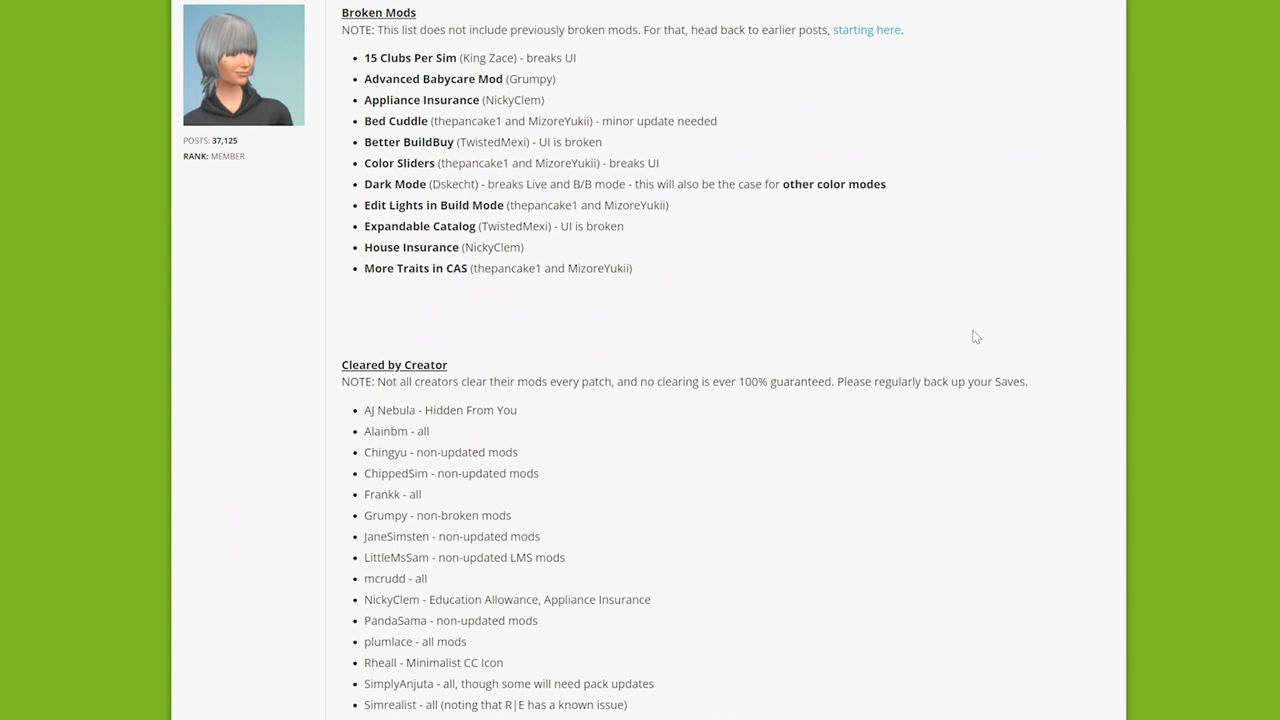 Broken Mods
NOTE: This list does not include previously broken mods. For that, head back to earlier posts, starting here.
15 Clubs Per Sim (King Zace) - breaks UI
Advanced Babycare Mod (Grumpy)
Appliance Insurance (NickyClem)
Bed Cuddle (thepancake1 and MizoreYukii) - minor update needed
POSTS: 37,125
Better BuildBuy (TwistedMexi) - UI is broken
RANK: MEMBER
Color Sliders (thepancake1 and MizoreYukii) - breaks UI
Dark Mode (Dskecht) - breaks Live and B/B mode - this will also be the case for other color modes
Edit Lights in Build Mode (thepancake1 and MizoreYukii)
Expandable Catalog (TwistedMexi) - UI is broken
House Insurance (NickyClem)
More Traits in CAS (thepancake1 and MizoreYukii)
Cleared by Creator
NOTE: Not all creators clear their mods every patch, and no clearing is ever 100% guaranteed. Please regularly back up your Saves.
AJ Nebula - Hidden From You
Alainbm - all
Chingyu - non-updated mods
ChippedSim - non-updated mods
Frankk - all
Grumpy - non-broken mods
JaneSimsten - non-updated mods
LittleMsSam - non-updated LMS mods
mcrudd - all
NickyClem - Education Allowance, Appliance Insurance
PandaSama - non-updated mods
plumlace - all mods
Rheall - Minimalist CC Icon
SimplyAnjuta - all, though some will need pack updates
Simrealist - all (noting that R|E has a known issue)